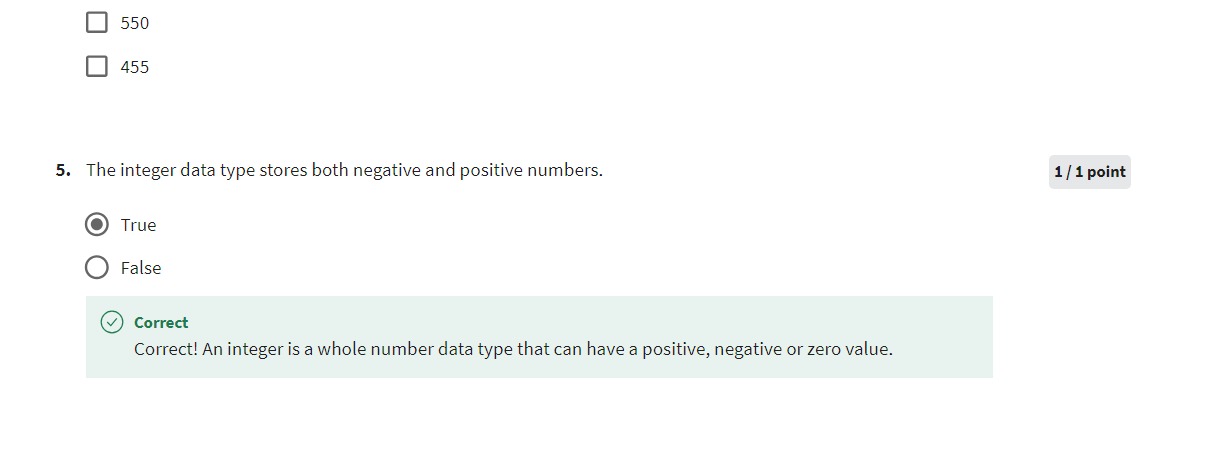 550
455
5. The integer data type stores both negative and positive numbers.
1 / 1 point
True
False
Correct
Correct! An integer is a whole number data type that can have a positive, negative or zero value.